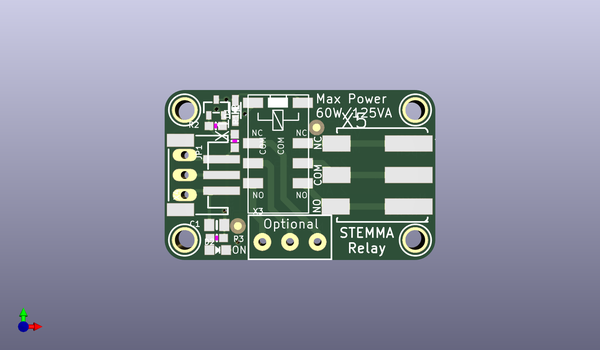 Max Power
60W/125VA
R2
X3
NC
NC
NC
COM
COM
JP1
COM
NO
NO
NO
X3
C1
Optional
P3
ON
STEMMA
Relay